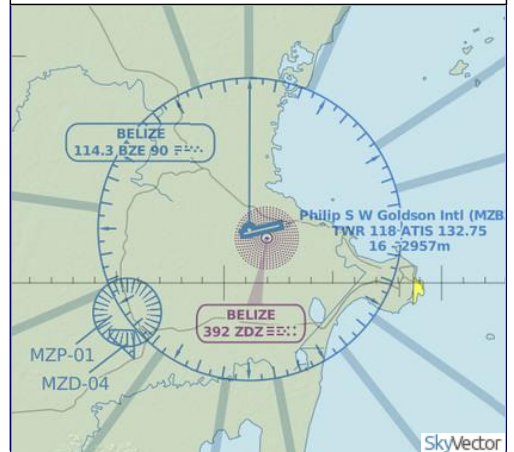 BELIZE
114.3 BZE 90
Philip S W Goldson Intl (MZB
TWR 118 ATIS 132.75
16 - 2957m
BELIZE
392 ZDZ
MZP-01
MZD-04
SkyVector